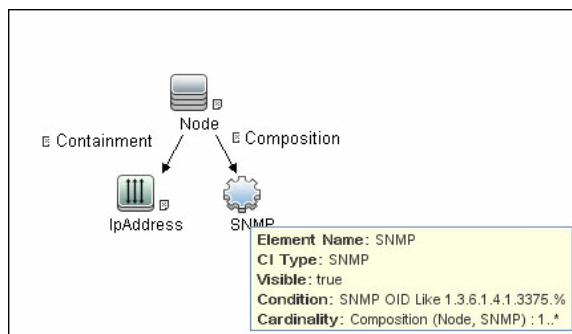 Node
Containment
Composition
IpAddress
SNMP
Element Name: SNMP
CI Type: SNMP
Visible: true
Condition: SNMP OID Like 1.3.6.1.4.1.3375.%
Cardinality: Composition (Node, SNMP) : 1..*